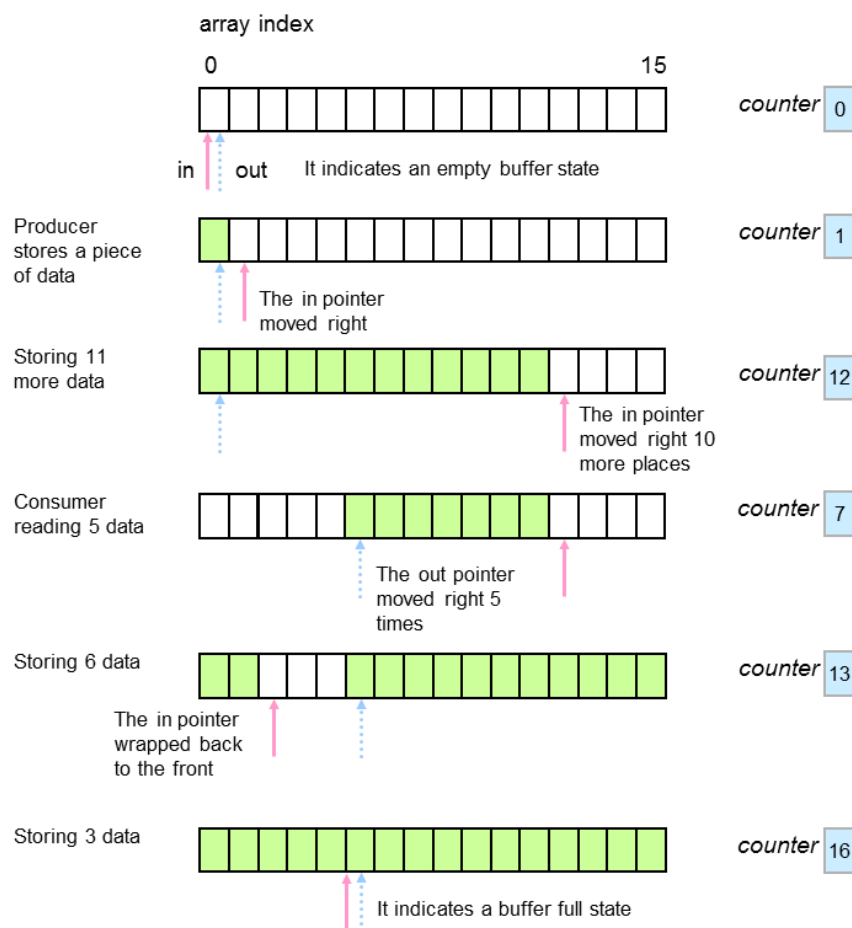 array index
0 15
counter 0
in out It indicates an empty buffer state
Producer
stores a piece
of data
counter 1
The in pointer
moved right
Storing 11
more data
counter 12
The in pointer
moved right 10
more places
Consumer
reading 5 data
counter 7
The out pointer
moved right 5
times
Storing 6 data
counter 13
The in pointer
wrapped back
to the front
Storing 3 data
counter 16
It indicates a buffer full state